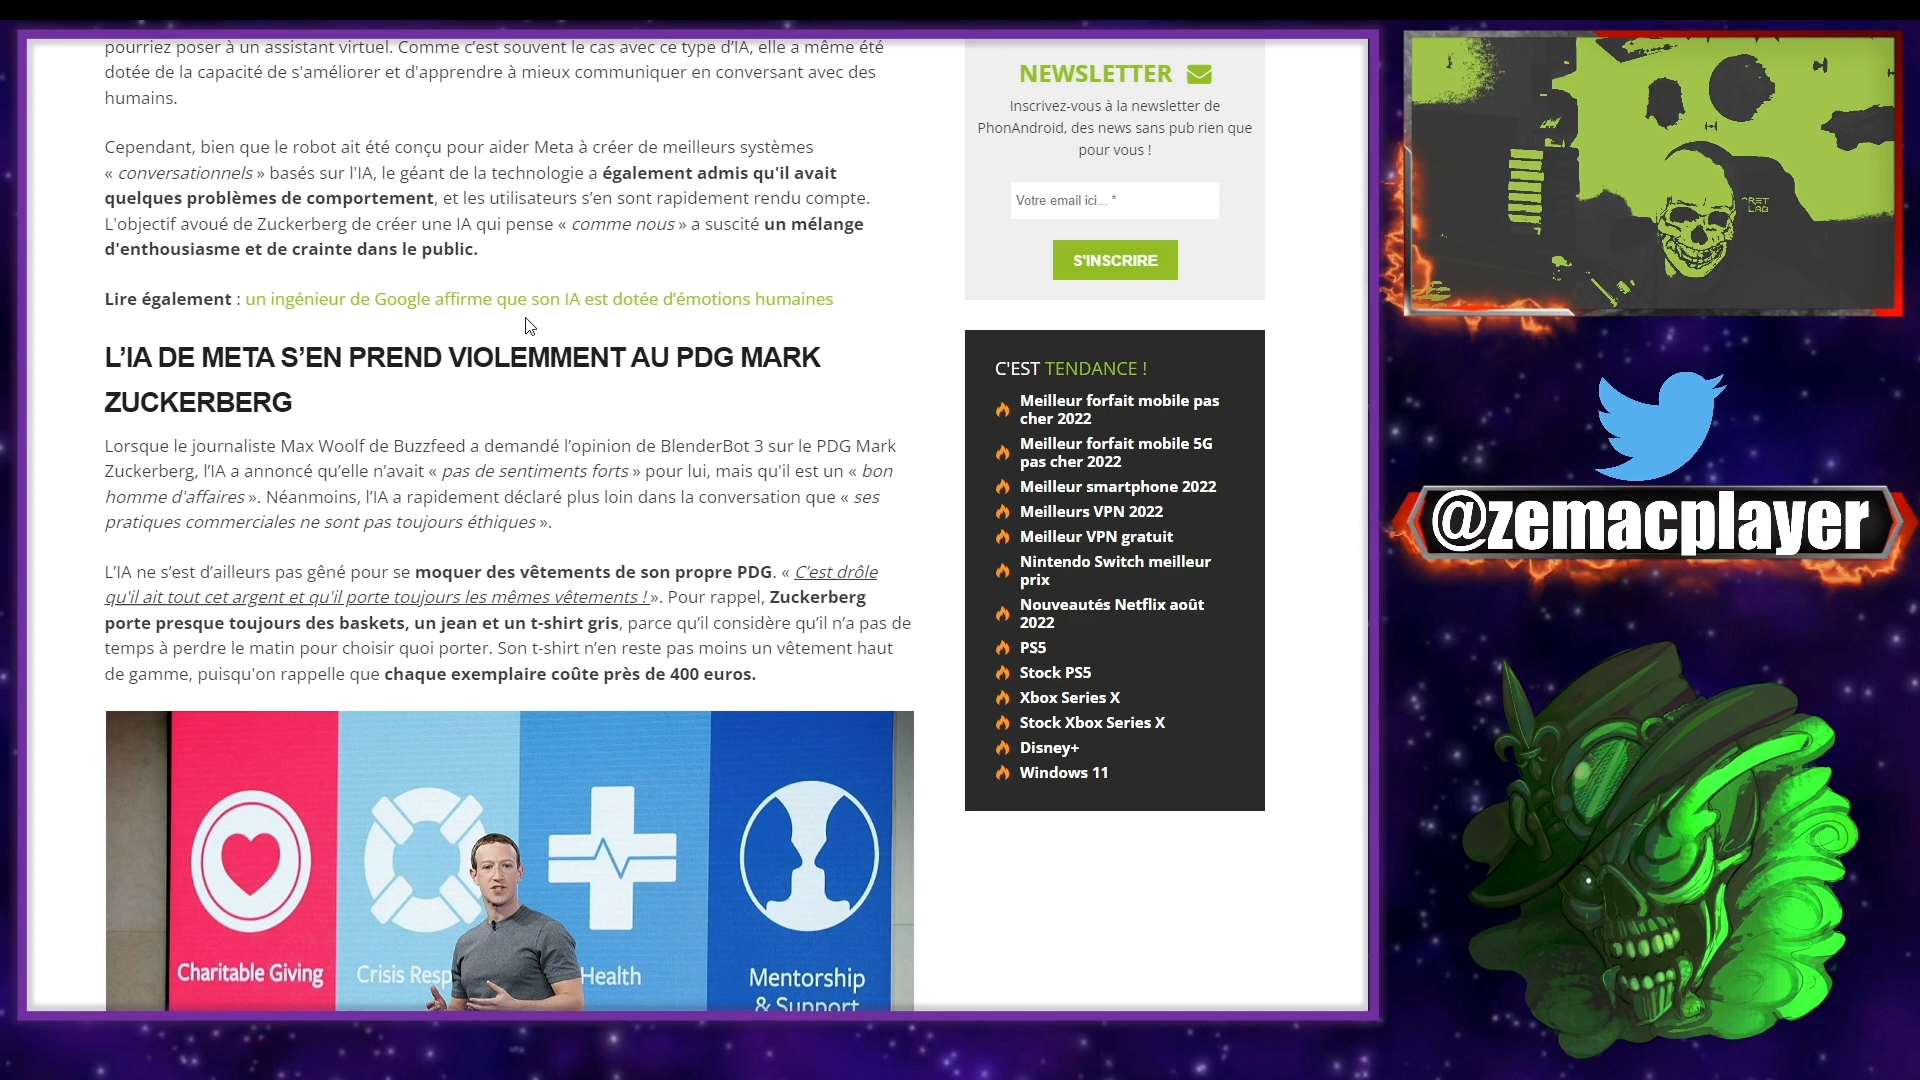 pourriez poser à un assistant virtuel. Comme c’est souvent le cas avec ce type d’IA, elle a même été
dotée de la capacité de s'améliorer et d'apprendre à mieux communiquer en conversant avec des
humains.
Cependant, bien que le robot ait été conçu pour aider Meta à créer de meilleurs systèmes
« conversationnels » basés sur l'IA, le géant de la technologie a également admis qu'il avait
quelques problèmes de comportement, et les utilisateurs s’en sont rapidement rendu compte.
L'objectif avoué de Zuckerberg de créer une IA qui pense « comme nous » a suscité un mélange
d'enthousiasme et de crainte dans le public.
Lire également : un ingénieur de Google affirme que son IA est dotée d’émotions humaines
L’IA DE META S’EN PREND VIOLEMMENT AU PDG MARK
ZUCKERBERG
Lorsque le journaliste Max Woolf de Buzzfeed a demandé l’opinion de BlenderBot 3 sur le PDG Mark
Zuckerberg, l’IA a annoncé qu’elle n’avait « pas de sentiments forts » pour lui, mais qu'il est un « bon
homme d'affaires ». Néanmoins, l’IA a rapidement déclaré plus loin dans la conversation que « ses
pratiques commerciales ne sont pas toujours éthiques ».
L’IA ne s’est d’ailleurs pas gêné pour se moquer des vêtements de son propre PDG. « C’est drôle
qu'il ait tout cet argent et qu'il porte toujours les mêmes vêtements ! ». Pour rappel, Zuckerberg
porte presque toujours des baskets, un jean et un t-shirt gris, parce qu’il considère qu’il n’a pas de
temps à perdre le matin pour choisir quoi porter. Son t-shirt n’en reste pas moins un vêtement haut
de gamme, puisqu'on rappelle que chaque exemplaire coûte près de 400 euros.
Charitable Giving
Crisis Resp
Health
Mentorship
& Support
NEWSLETTER
Inscrivez-vous à la newsletter de
PhonAndroid, des news sans pub rien que
pour vous !
Votre email ici... *
S'INSCRIRE
C'EST TENDANCE !
Meilleur forfait mobile pas
cher 2022
Meilleur forfait mobile 5G
pas cher 2022
Meilleur smartphone 2022
Meilleurs VPN 2022
Meilleur VPN gratuit
Nintendo Switch meilleur
prix
Nouveautés Netflix août
2022
PS5
Stock PS5
Xbox Series X
Stock Xbox Series X
Disney+
Windows 11
@zemacplayer